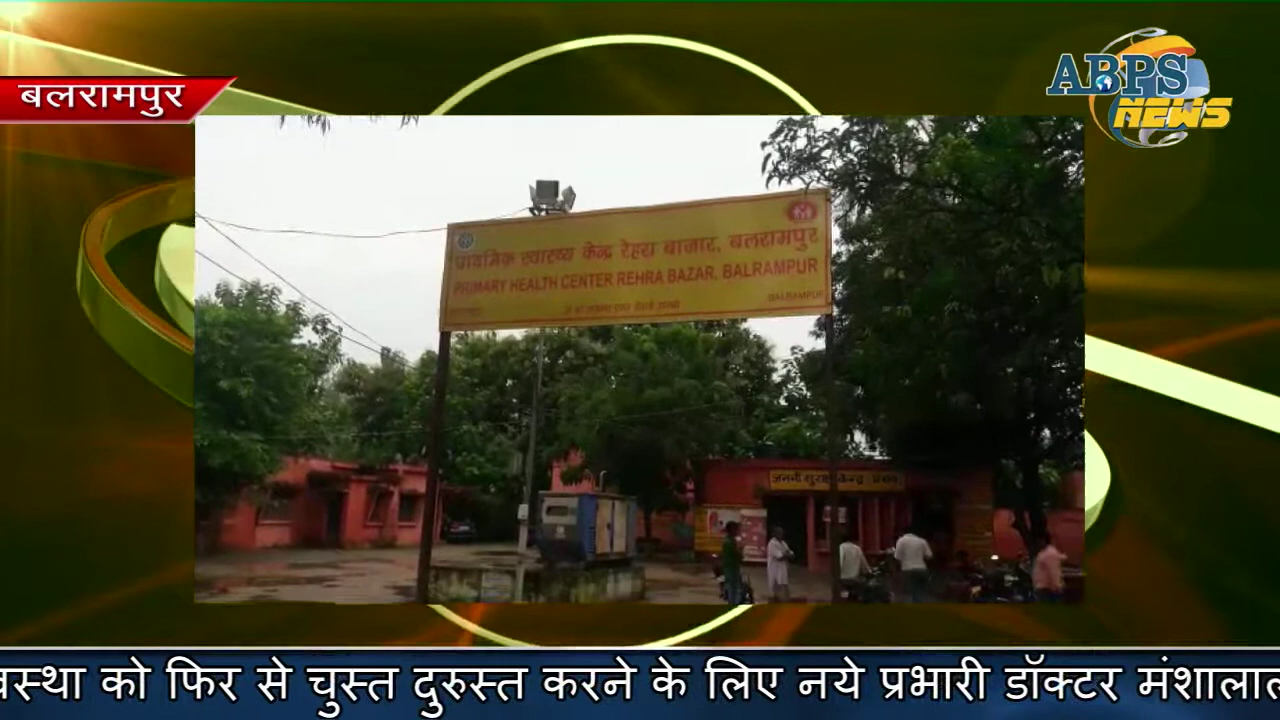 ABPS
NEWS
बलरामपुर
प्राथमिक स्वास्थ्य केन्द्र रेहरा बाजार, बलरामपुर
PRIMARY HEALTH CENTER REHRA BAZAR, BALRAMPUR
BALRAMPUR
जननी सुरक्षा केन्द्र
वस्था को फिर से चुस्त दुरुस्त करने के लिए नये प्रभारी डॉक्टर मंशालाल